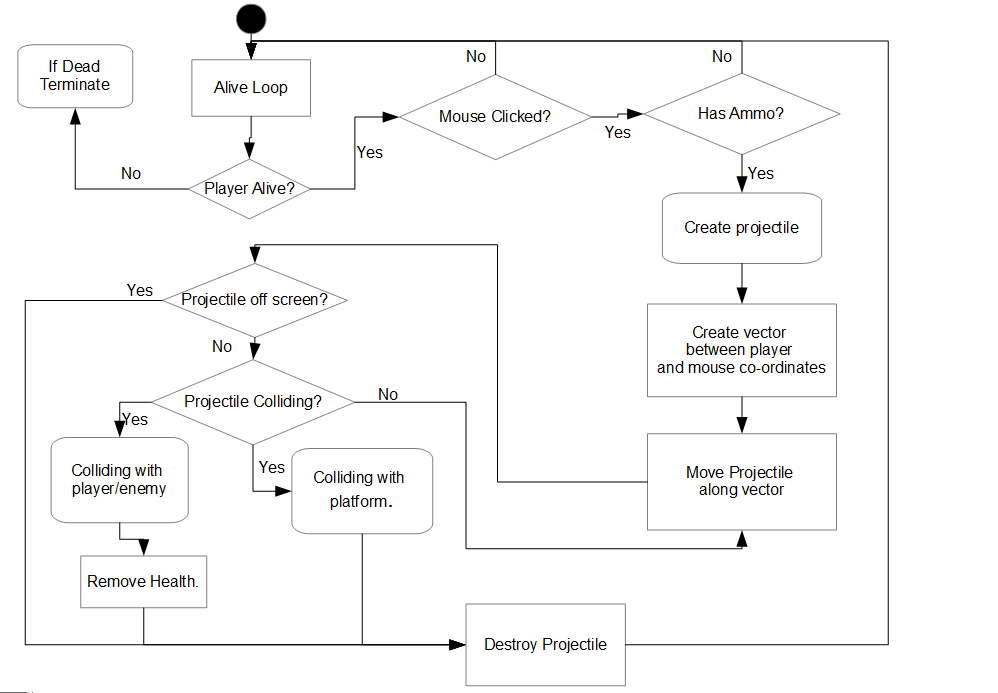 If Dead
Terminate
Alive Loop
No
Mouse Clicked?
No
Has Ammo?
Yes
Yes
No
Player Alive?
Yes
Create projectile
Yes
Projectile off screen?
No
Create vector
between player
and mouse co-ordinates
Projectile Colliding?
No
Yes
Colliding with
player/enemy
Yes
Colliding with
platform.
Move Projectile
along vector
Remove Health.
Destroy Projectile